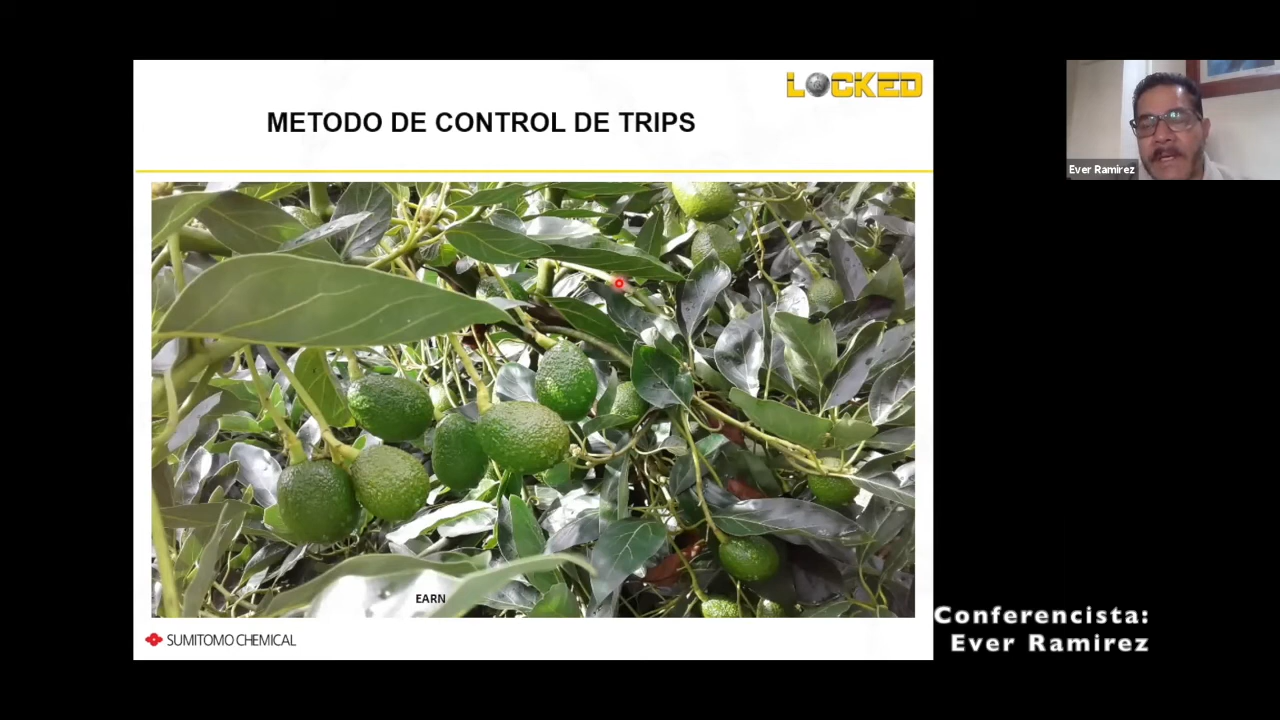 LOCKED
METODO DE CONTROL DE TRIPS
Ever Ramirez
EARN
SUMITOMO CHEMICAL
Conferencista:
Ever Ramirez